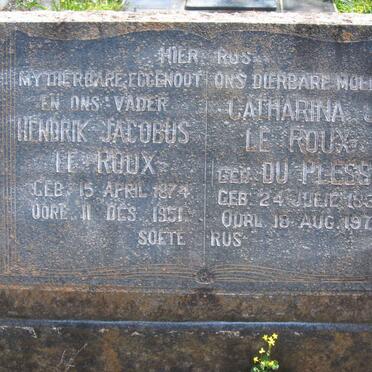 HIER RUS
MY DIERBARE EGGENOOT
EN ONS VADER
HENDRIK JACOBUS
LE ROUX
GEB. 15 APRIL 1874
OORL. 11 DES. 1951
ONS DIERBARE
CATHARINA
LE ROUX
GEB. DU
GEB. 24 JULIE
OORL. 18 AUG.
SOETE RUS